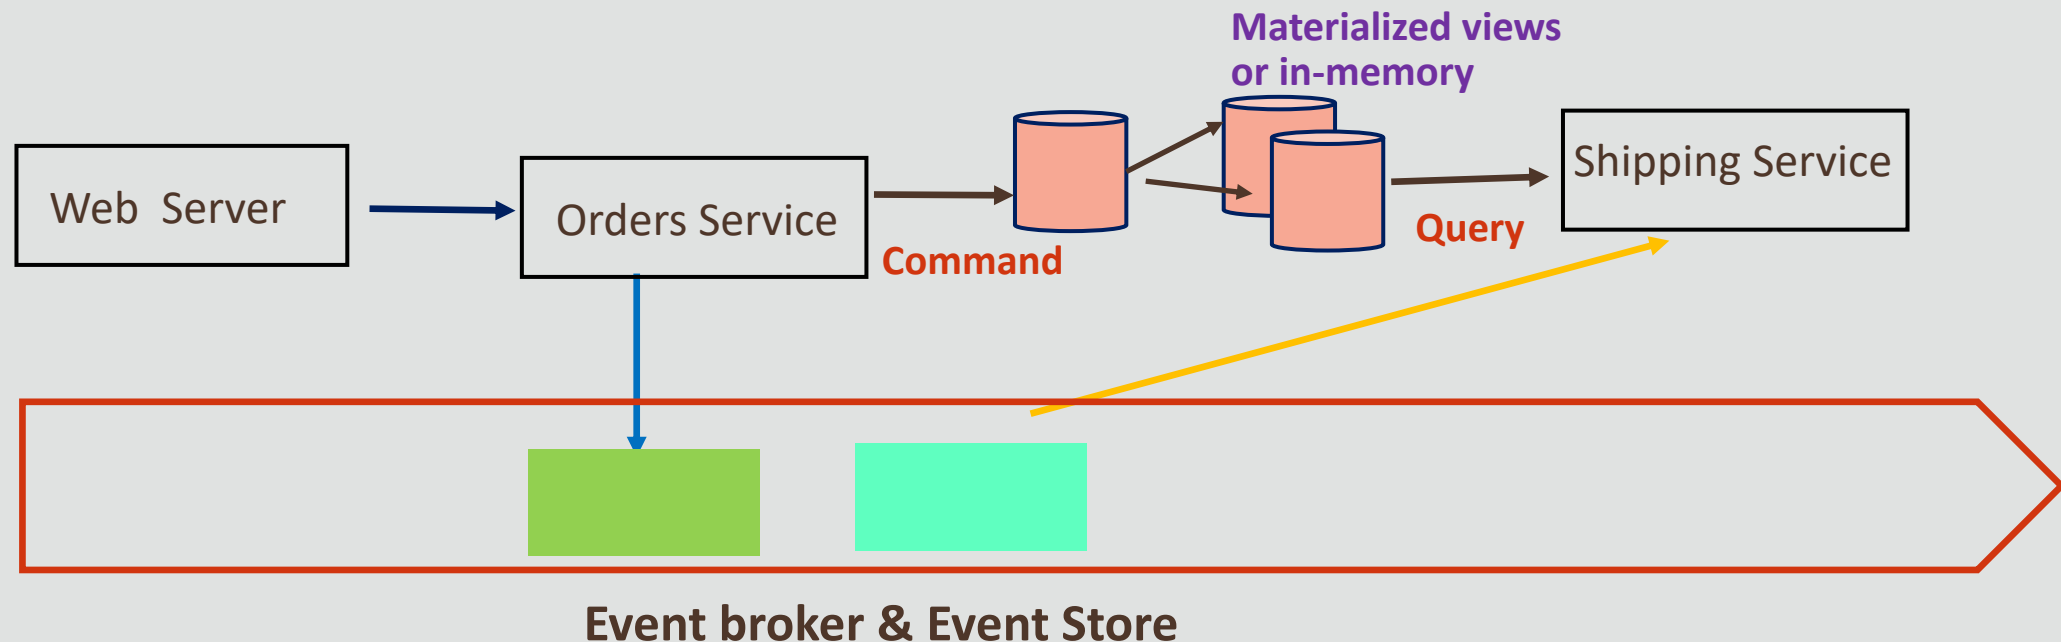 Materialized views
or in-memory
Web Server
Orders Service
Shipping Service
Command
Query
Event broker & Event Store